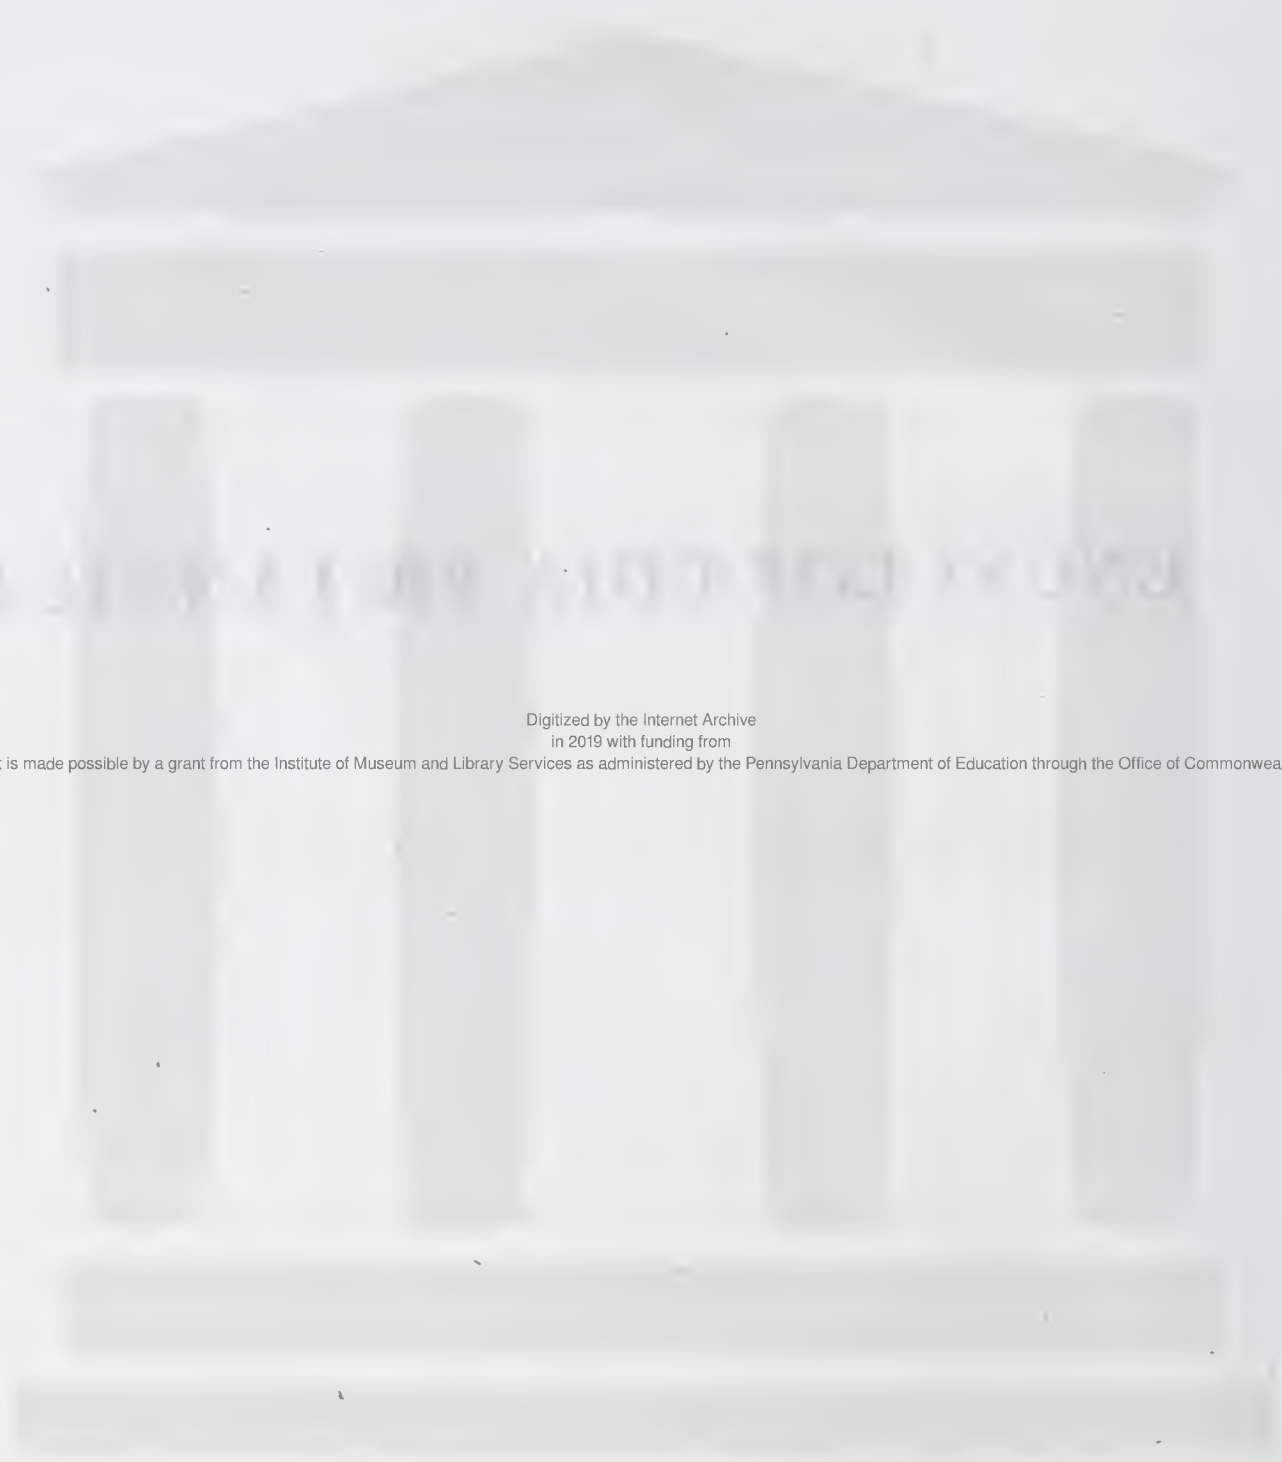 Digitized by the Internet Archive
in 2019 with funding from
is made possible by a grant from the Institute of Museum and Library Services as administered by the Pennsylvania Department of Education through the Office of